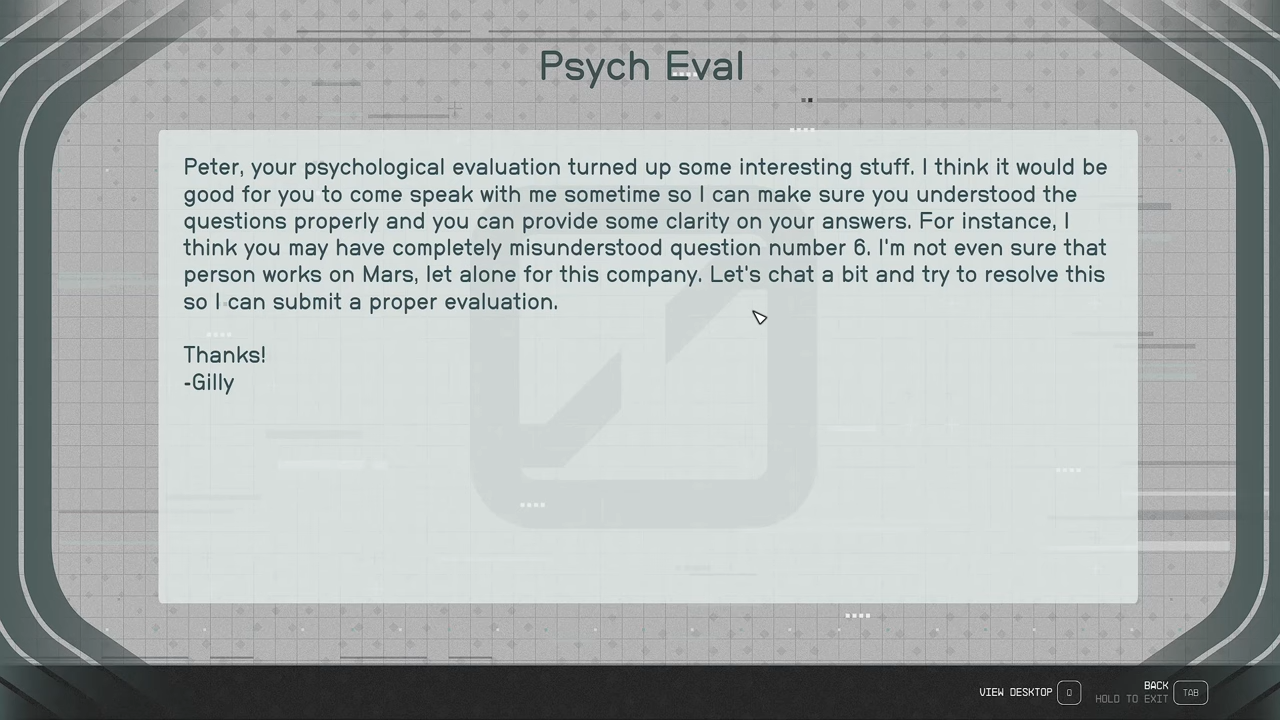 Psych Eval
Peter, your psychological evaluation turned up some interesting stuff. I think it would be
good for you to come speak with me sometime so I can make sure you understood the
questions properly and you can provide some clarity on your answers. For instance, I
think you may have completely misunderstood question number 6. I'm not even sure that
person works on Mars, let alone for this company. Let's chat a bit and try to resolve this
so I can submit a proper evaluation.
Thanks!
-Gilly
VIEW DESKTOP Q
BACK
HOLD TO EXIT TAB